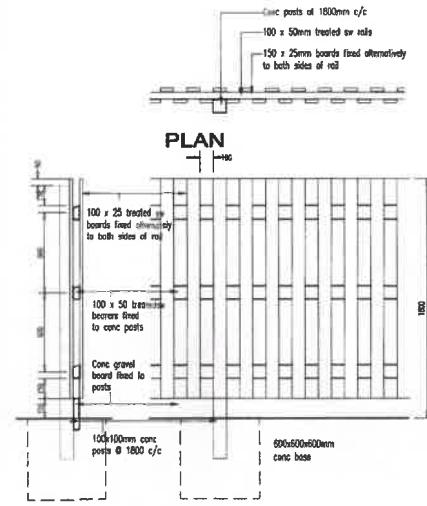 Conc posts at 1800mm c/c
100 x 50mm treated sw rails
150 x 25mm boards fixed alternatively
to both sides of rail
PLAN
100 x 25 treated sw
boards fixed alternatively
to both sides of rail
100 x 50 treated
bearers fixed
to conc posts
Conc gravel
board fixed to
posts
100x100mm conc
posts @ 1800 c/c
1800
600x600x600mm
conc base